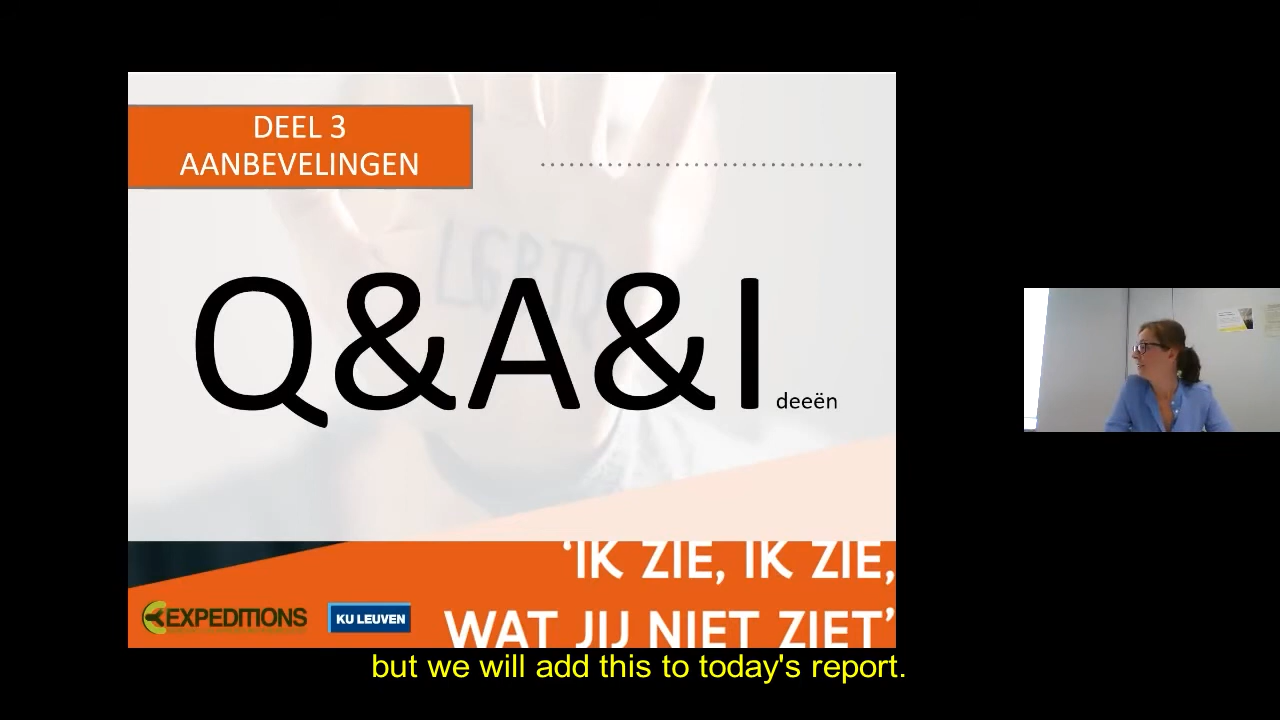 DEEL 3
AANBEVELINGEN
LGBTQ
Q&A&I deeën
'IK ZIE, IK ZIE,
WAT JIJ NIET ZIET'
EXPEDITIONS
KU LEUVEN
but we will add this to today's report.